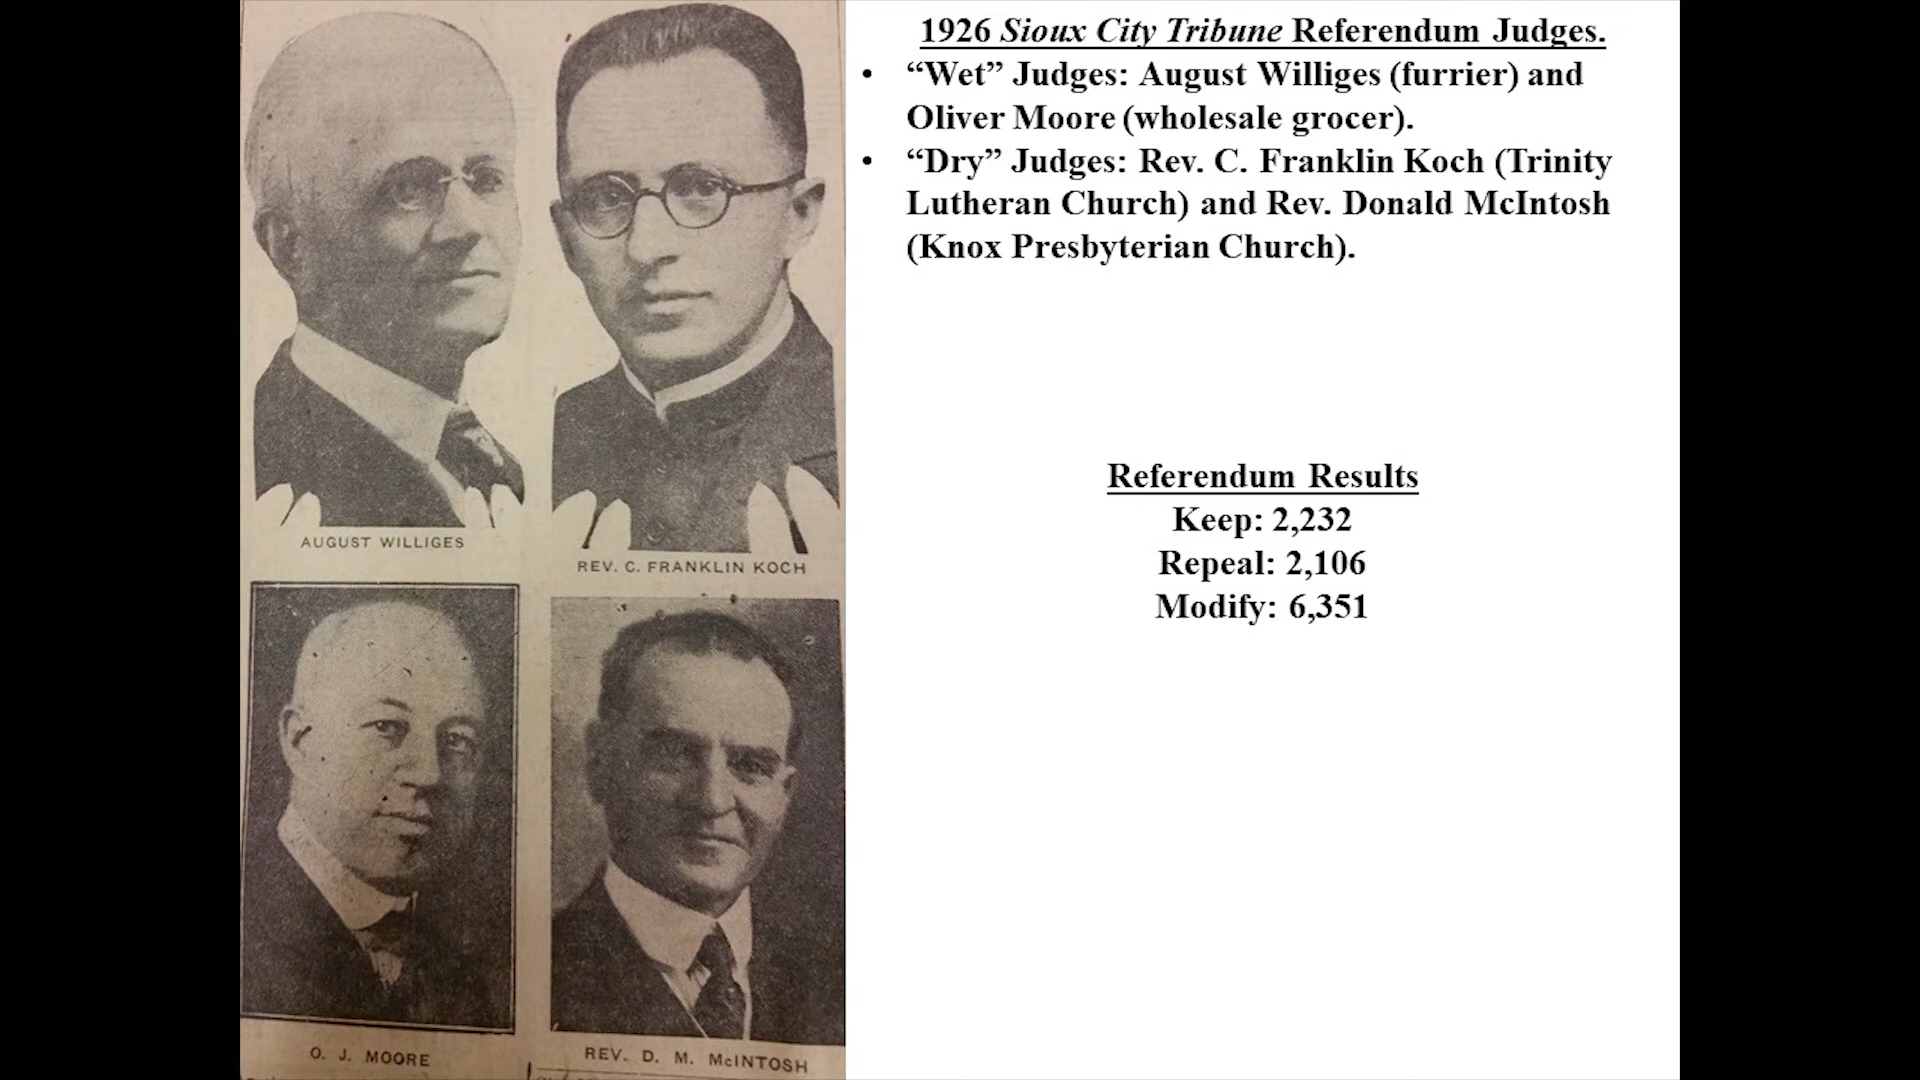 1926 Sioux City Tribune Referendum Judges.
• “Wet” Judges: August Williges (furrier) and
Oliver Moore (wholesale grocer).
• “Dry” Judges: Rev. C. Franklin Koch (Trinity
Lutheran Church) and Rev. Donald McIntosh
(Knox Presbyterian Church).
Referendum Results
Keep: 2,232
Repeal: 2,106
Modify: 6,351
AUGUST WILLIGES
REV. C. FRANKLIN KOCH
O. J. MOORE
REV. D. M. McINTOSH